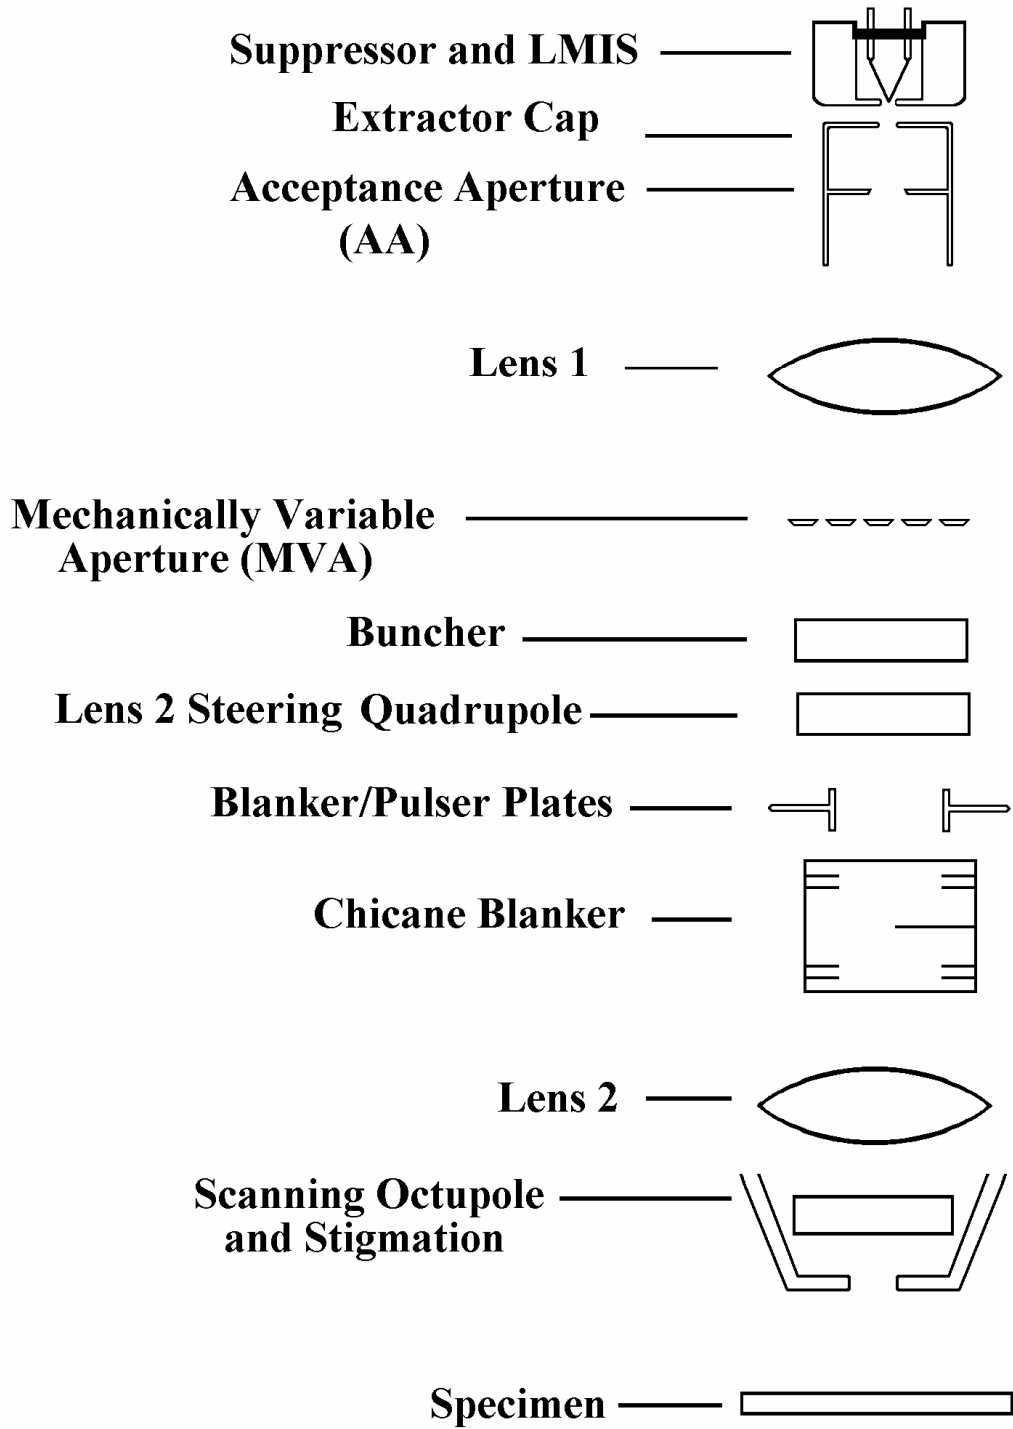 Suppressor and LMIS
Extractor Cap
Acceptance Aperture
(AA)
Lens 1
Mechanically Variable
Aperture (MVA)
Buncher
Lens 2 Steering Quadrupole
Blanker/Pulser Plates
Chicane Blanker
Lens 2
Scanning Octupole
and Stigmation
Specimen